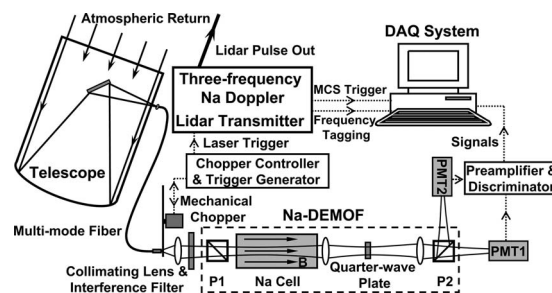 Atmospheric Return
Lidar Pulse Out
DAQ System
Three-frequency
Na Doppler
Lidar Transmitter
MCS Trigger
Frequency
Tagging
Signals
Laser Trigger
Telescope
Chopper Controller
& Trigger Generator
Preamplifier &
Discriminator
PMT2
Mechanical
Chopper
Na-DEMOF
Multi-mode Fiber
PMT1
B
Collimating Lens &
Interference Filter
P1
Na Cell
Quarter-wave
Plate
P2